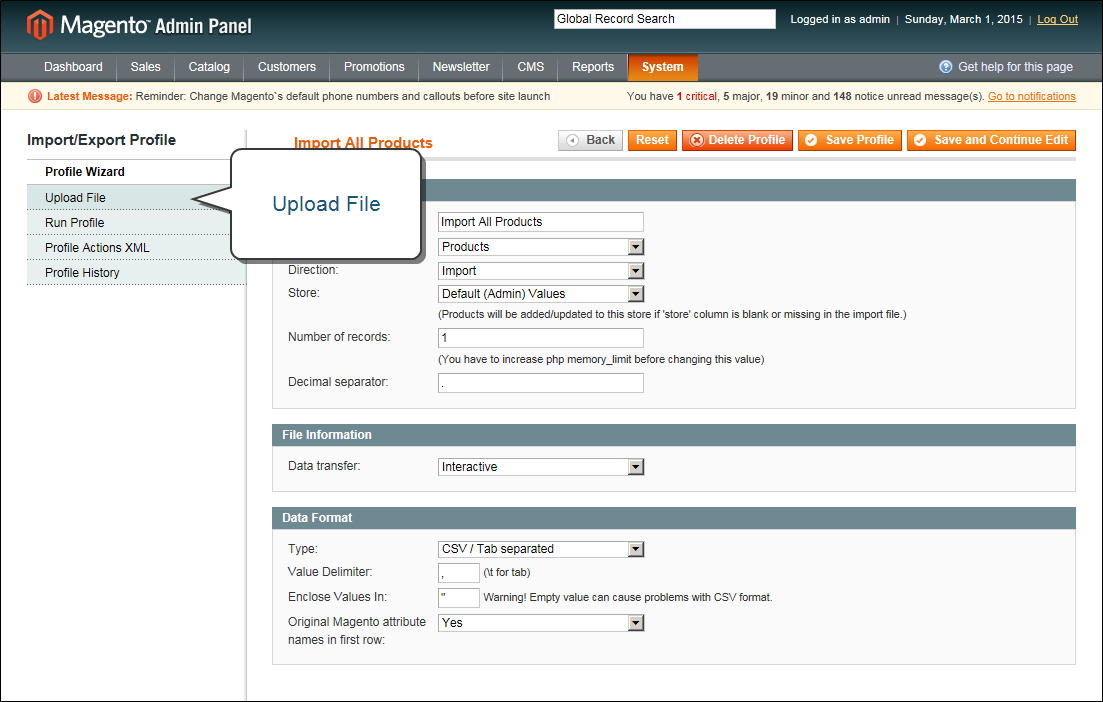 Magento™ Admin Panel
Global Record Search
Logged in as admin | Sunday, March 1, 2015 | Log Out
Dashboard Sales Catalog Customers Promotions Newsletter CMS Reports System Get help for this page
Latest Message: Reminder: Change Magento`s default phone numbers and callouts before site launch
You have 1 critical, 5 major, 19 minor and 148 notice unread message(s). Go to notifications
Import/Export Profile
Profile Wizard
Upload File
Run Profile
Profile Actions XML
Profile History
Upload File
Import All Products
Back Reset Delete Profile Save Profile Save and Continue Edit
Import All Products
Products
Direction: Import
Store: Default (Admin) Values
(Products will be added/updated to this store if 'store' column is blank or missing in the import file.)
Number of records: 1
(You have to increase php memory_limit before changing this value)
Decimal separator: .
File Information
Data transfer: Interactive
Data Format
Type: CSV / Tab separated
Value Delimiter: , (\t for tab)
Enclose Values In: " Warning! Empty value can cause problems with CSV format.
Original Magento attribute
names in first row: Yes